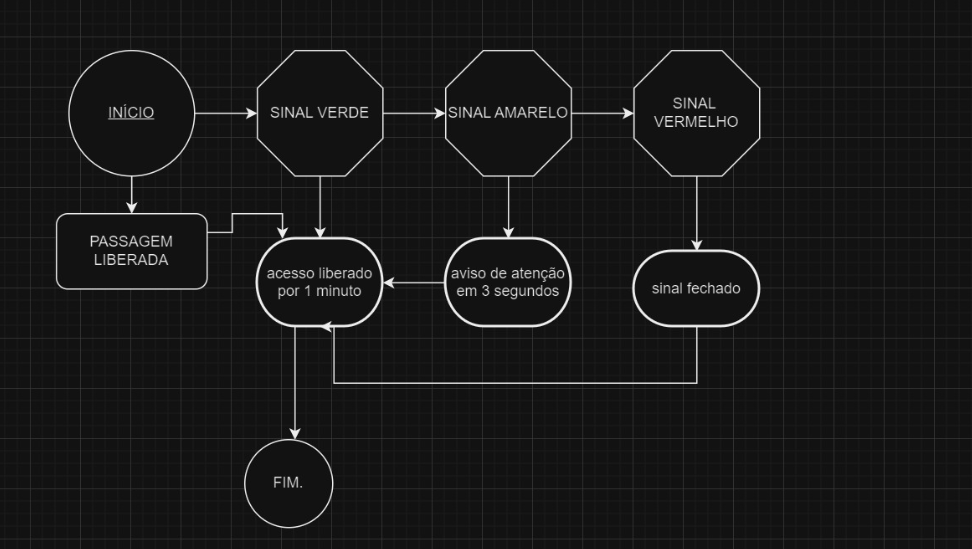 INÍCIO
SINAL VERDE
SINAL AMARELO
SINAL
VERMELHO
PASSAGEM
LIBERADA
acesso liberado
por 1 minuto
aviso de atenção
em 3 segundos
sinal fechado
FIM.